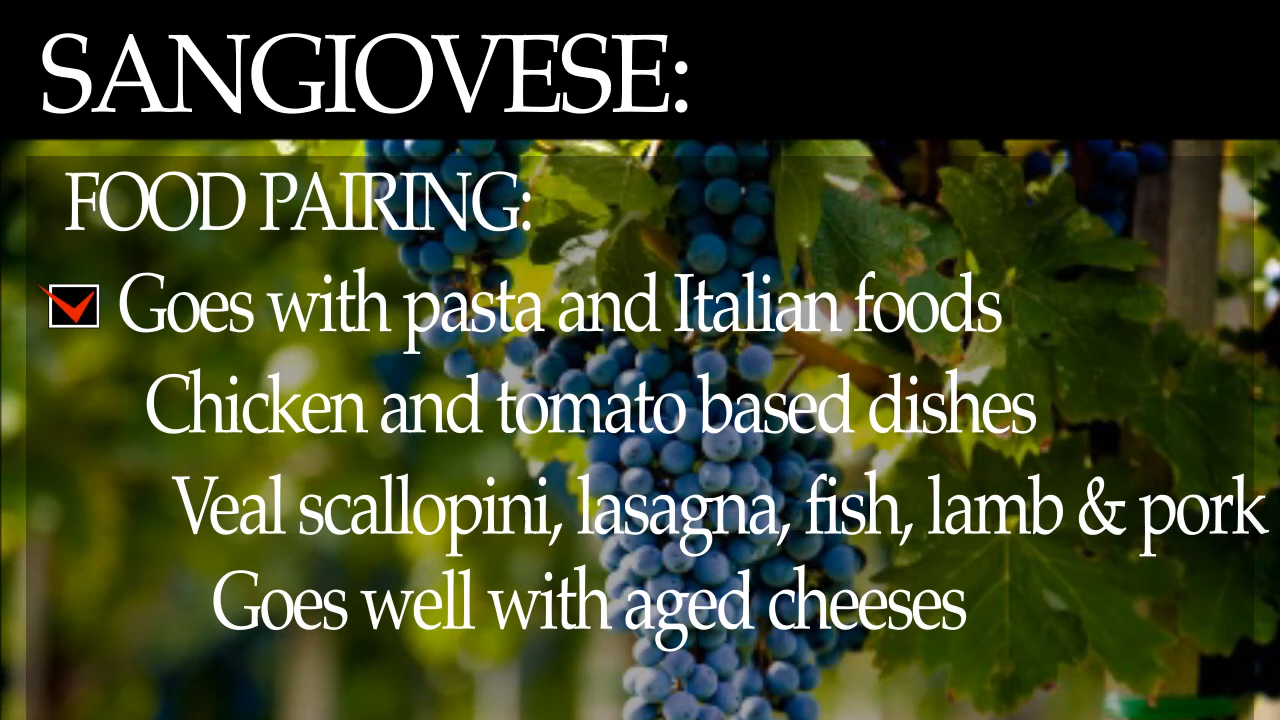 SANGIOVESE:
FOOD PAIRING:
Goes with pasta and Italian foods
Chicken and tomato based dishes
Veal scallopini, lasagna, fish, lamb & pork
Goes well with aged cheeses